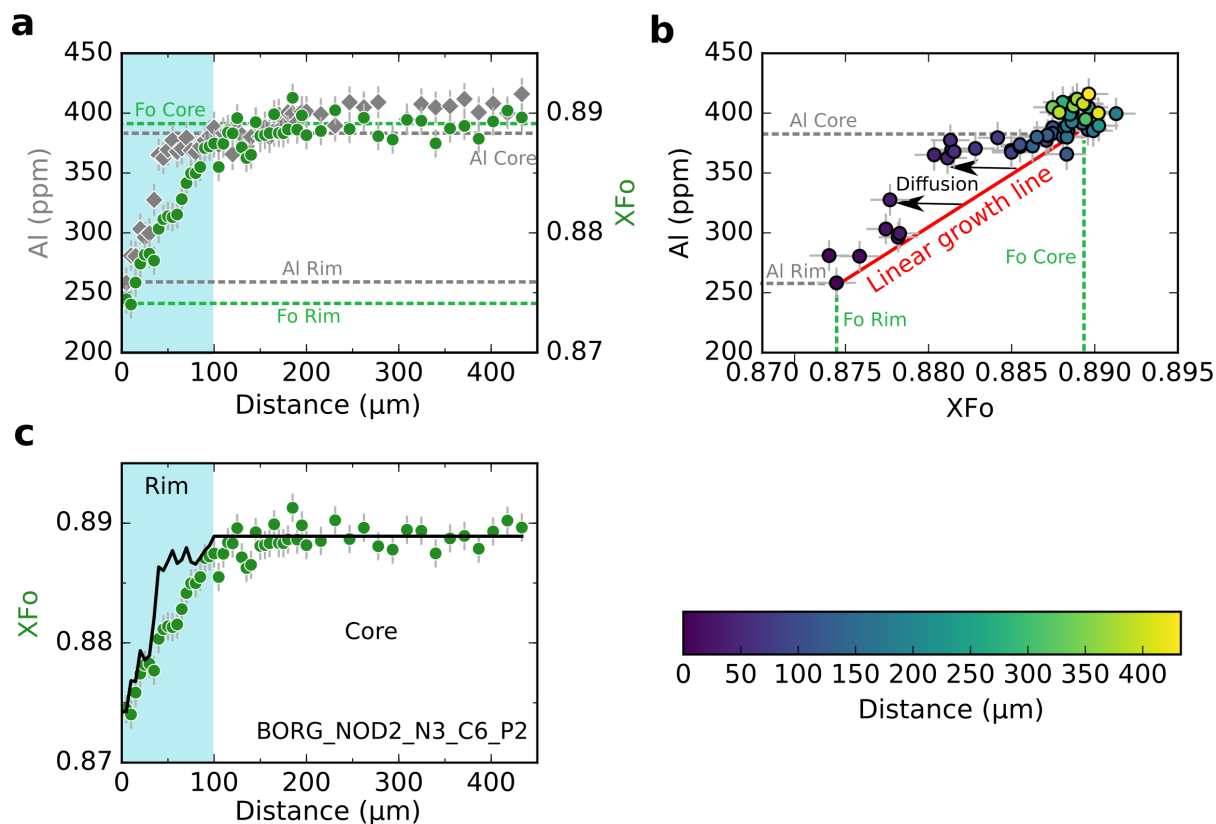 a
450
400
350
300
250
200
Al (ppm)
Fo Core
Al Core
Al Rim
Fo Rim
0.89
0.88
0.87
XFo
0 100 200 300 400
Distance (µm)
b
450
400
350
300
250
200
Al (ppm)
Al Core
Diffusion
Linear growth line
Fo Core
Al Rim
Fo Rim
0.870 0.875 0.880 0.885 0.890 0.895
XFo
c
0.89
0.88
0.87
XFo
Rim
Core
BORG_NOD2_N3_C6_P2
0 100 200 300 400
Distance (µm)
0 50 100 150 200 250 300 350 400
Distance (µm)